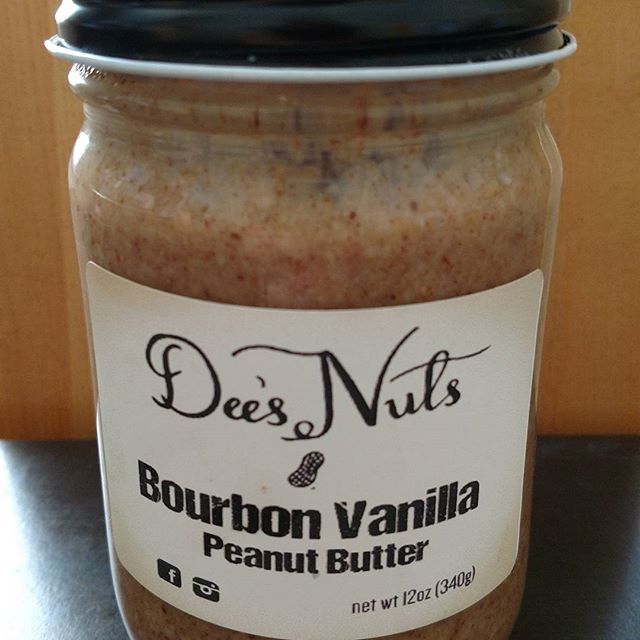 Dee's Nuts
Bourbon Vanilla
Peanut Butter
f
net wt 12oz (340g)